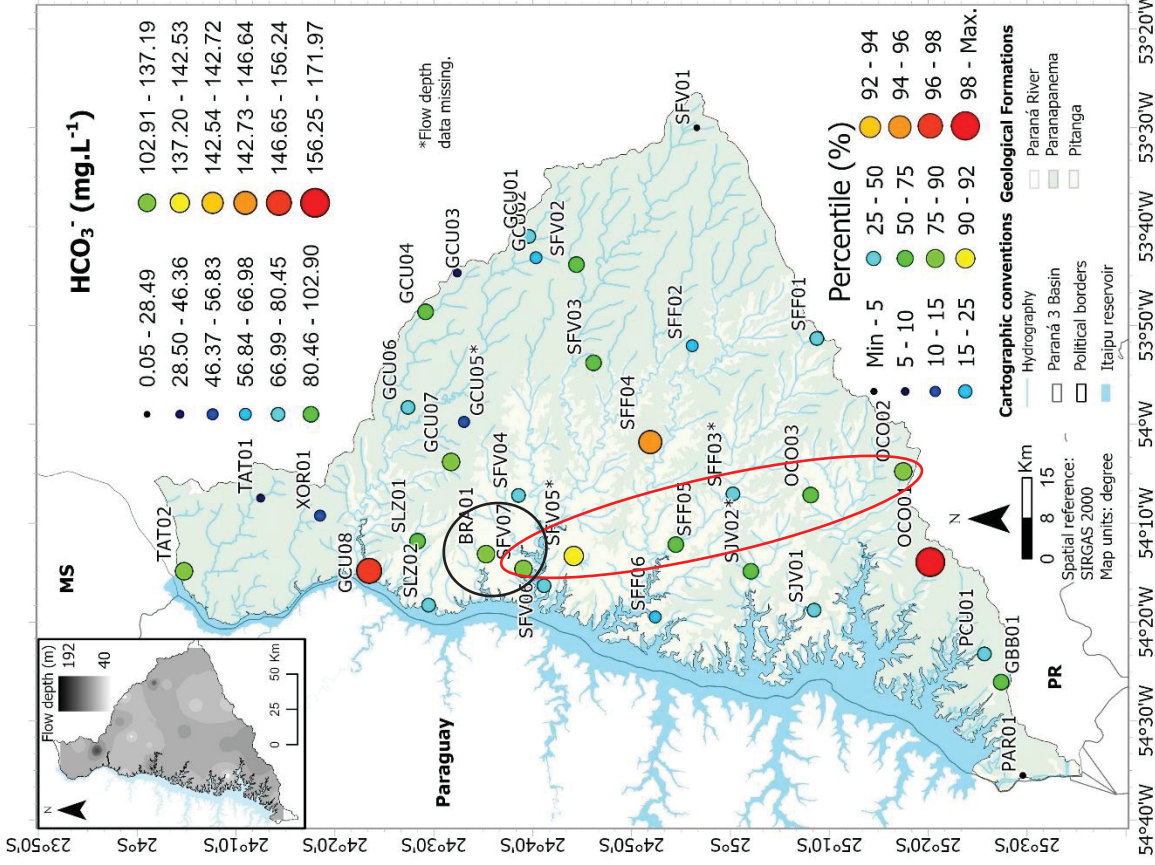 HCO₃⁻ (mg.L⁻¹)
0.05 - 28.49
28.50 - 46.36
46.37 - 56.83
56.84 - 66.98
66.99 - 80.45
80.46 - 102.90
102.91 - 137.19
137.20 - 142.53
142.54 - 142.72
142.73 - 146.64
146.65 - 156.24
156.25 - 171.97
*Flow depth
data missing.
N
Flow depth (m)
192
40
0 25 50 Km
MS
Paraguay
PR
TAT02
TAT01
XOR01
GCU08
SLZ01
SLZ02
BRA01
GCU07
GCU06
GCU05*
GCU04
GCU03
GCU02
GCU01
SFV07
SFV06
SFV05*
SFV04
SFV03
SFV02
SFV01
SFF06
SFF05
SFF04
SFF03*
SFF02
SFF01
SJV02*
SJV01
OCO03
OCO02
OCO01
PCU01
GBB01
PAR01
Percentile (%)
Min - 5
5 - 10
10 - 15
15 - 25
25 - 50
50 - 75
75 - 90
90 - 92
92 - 94
94 - 96
96 - 98
98 - Max.
Cartographic conventions
Hydrography
Paraná 3 Basin
Political borders
Itaipu reservoir
Geological Formations
Paraná River
Paranapanema
Pitanga
N
0 8 15 Km
Spatial reference:
SIRGAS 2000
Map units: degree
23°50'S
24°S
24°10'S
24°20'S
24°30'S
24°40'S
24°50'S
25°S
25°10'S
25°20'S
25°30'S
54°40'W
54°30'W
54°20'W
54°10'W
54°0'W
53°50'W
53°40'W
53°30'W
53°20'W